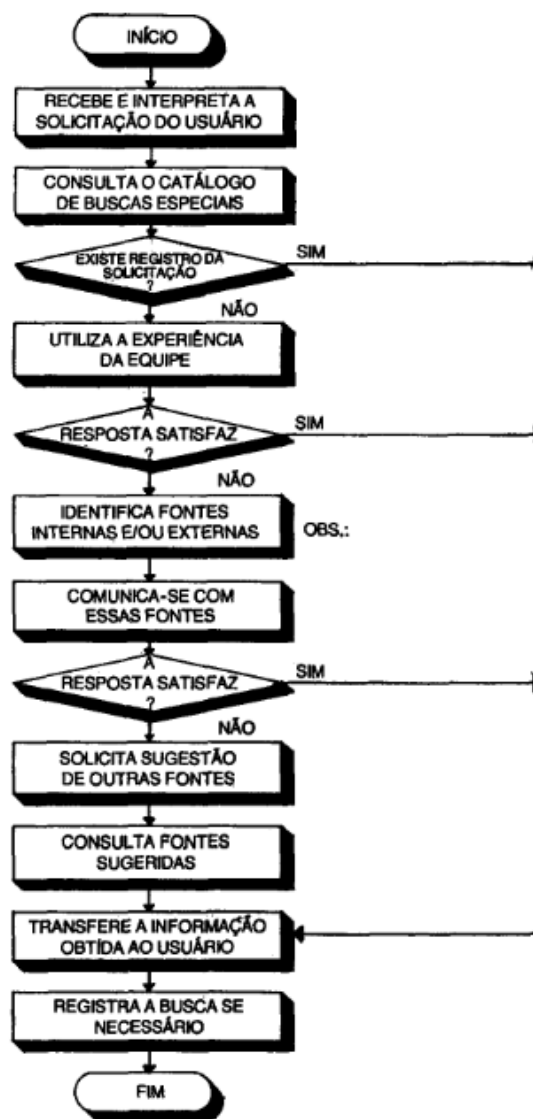 INÍCIO
RECEBE E INTERPRETA A
SOLICITAÇÃO DO USUÁRIO
CONSULTA O CATÁLOGO
DE BUSCAS ESPECIAIS
EXISTE REGISTRO DA
SOLICITAÇÃO
?
SIM
NÃO
UTILIZA A EXPERIÊNCIA
DA EQUIPE
A
RESPOSTA SATISFAZ
?
SIM
NÃO
IDENTIFICA FONTES
INTERNAS E/OU EXTERNAS
OBS.:
COMUNICA-SE COM
ESSAS FONTES
A
RESPOSTA SATISFAZ
?
SIM
NÃO
SOLICITA SUGESTÃO
DE OUTRAS FONTES
CONSULTA FONTES
SUGERIDAS
TRANSFERE A INFORMAÇÃO
OBTÍDA AO USUÁRIO
REGISTRA A BUSCA SE
NECESSÁRIO
FIM